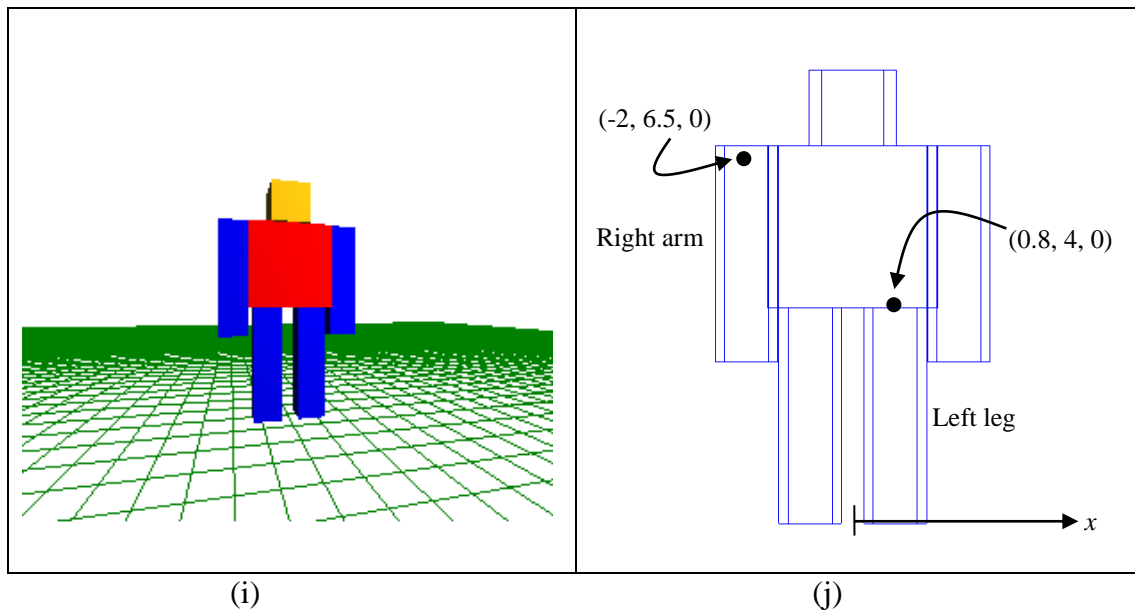 (-2, 6.5, 0)
Right arm
(0.8, 4, 0)
Left leg
x
(i)
(j)